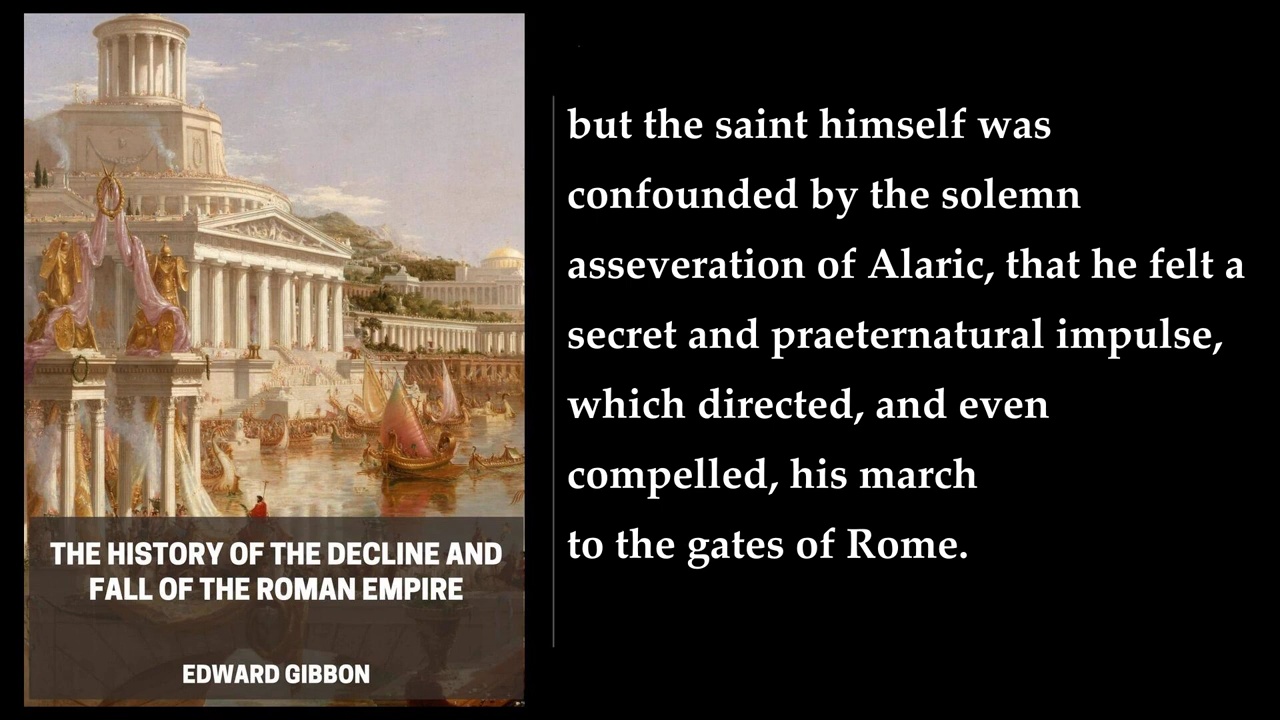 THE HISTORY OF THE DECLINE AND
FALL OF THE ROMAN EMPIRE
EDWARD GIBBON
but the saint himself was
confounded by the solemn
asseveration of Alaric, that he felt a
secret and praeternatural impulse,
which directed, and even
compelled, his march
to the gates of Rome.